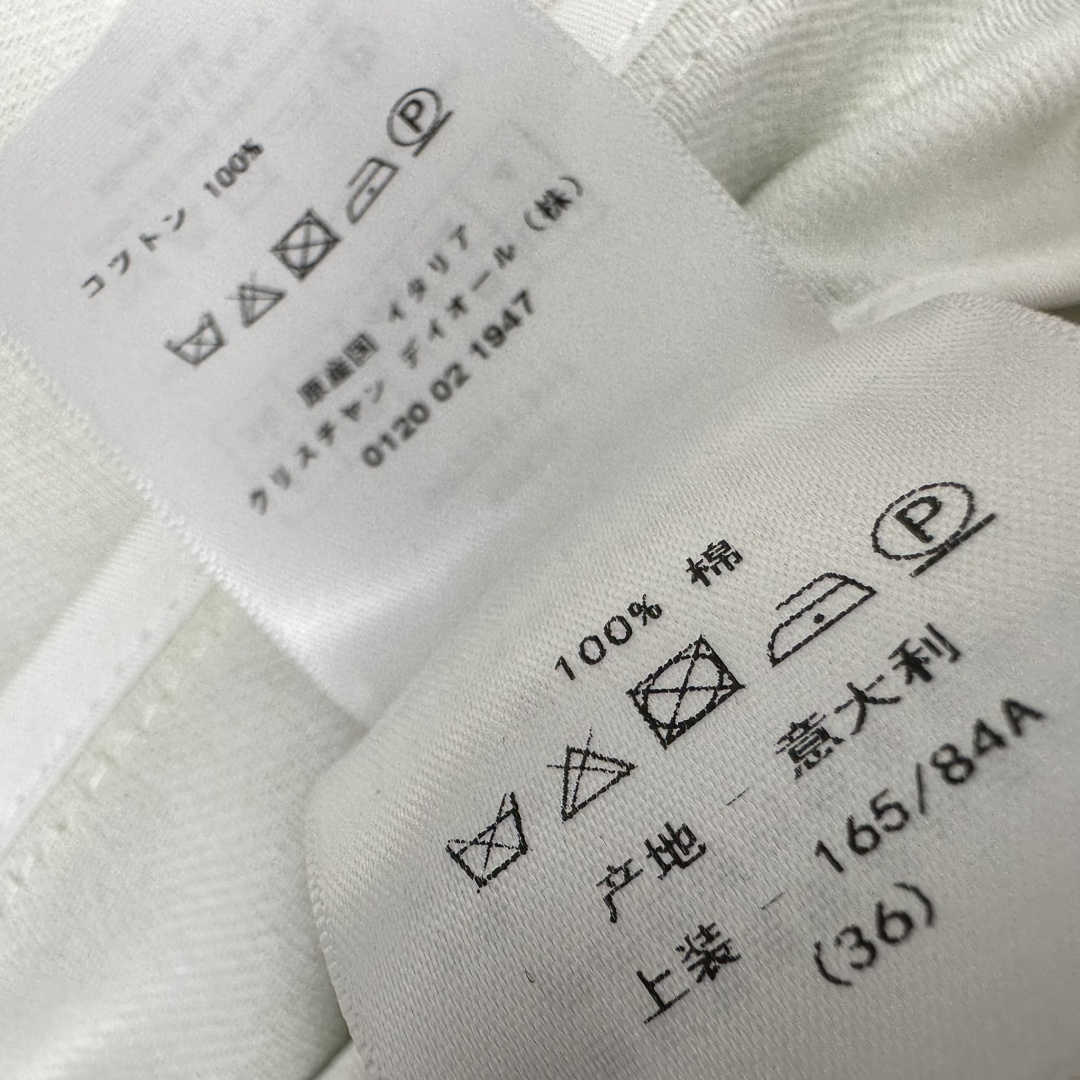 コットン 100%
P
原産国 イタリア
クリスチャン ディオール (株)
0120 02 1947
100% 棉
P
产地 - 意大利
上装 - 165/84A
(36)